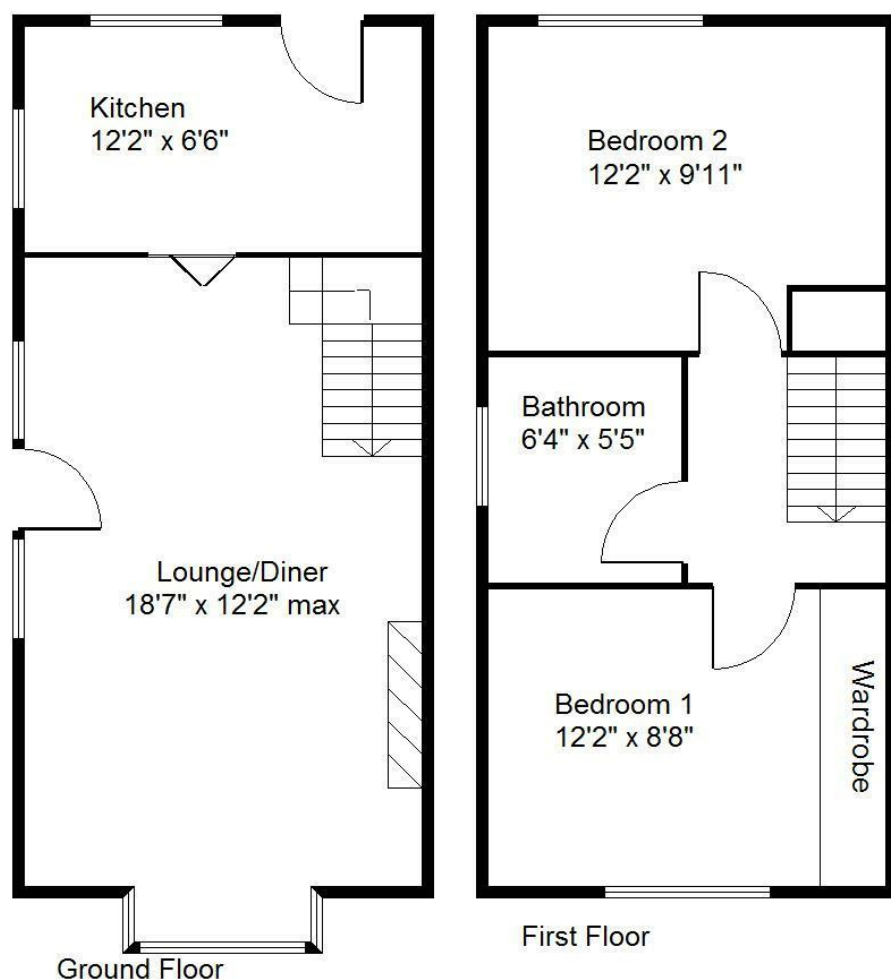 Kitchen
12'2" x 6'6"
Lounge/Diner
18'7" x 12'2" max
Ground Floor
Bedroom 2
12'2" x 9'11"
Bathroom
6'4" x 5'5"
Bedroom 1
12'2" x 8'8"
Wardrobe
First Floor